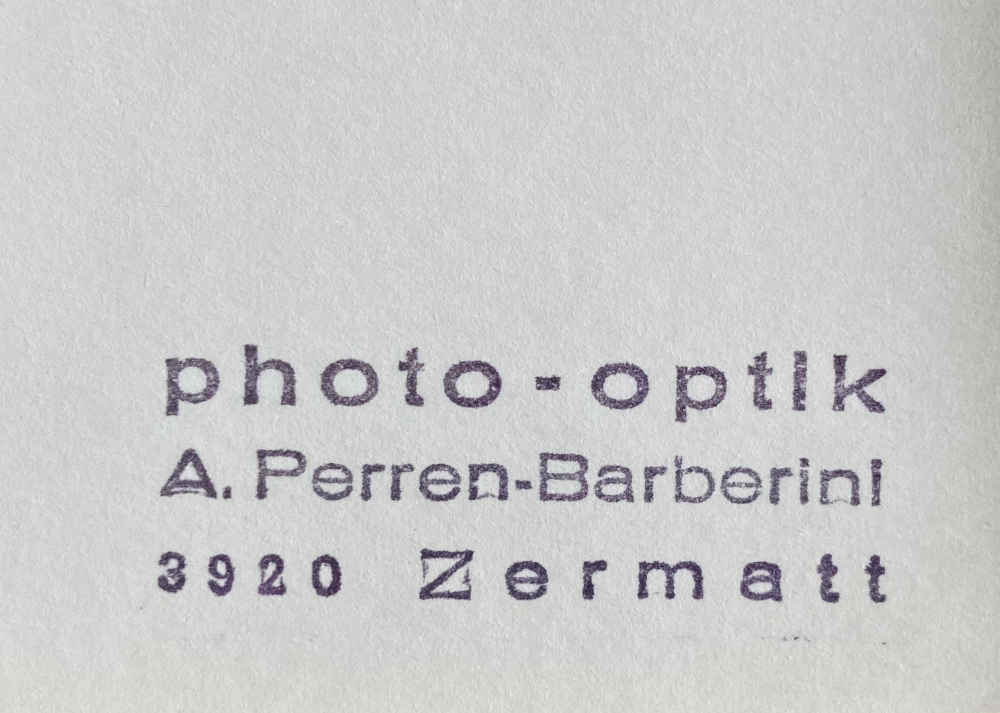 photo-optik
A. Perren-Barberini
3920 Zermatt